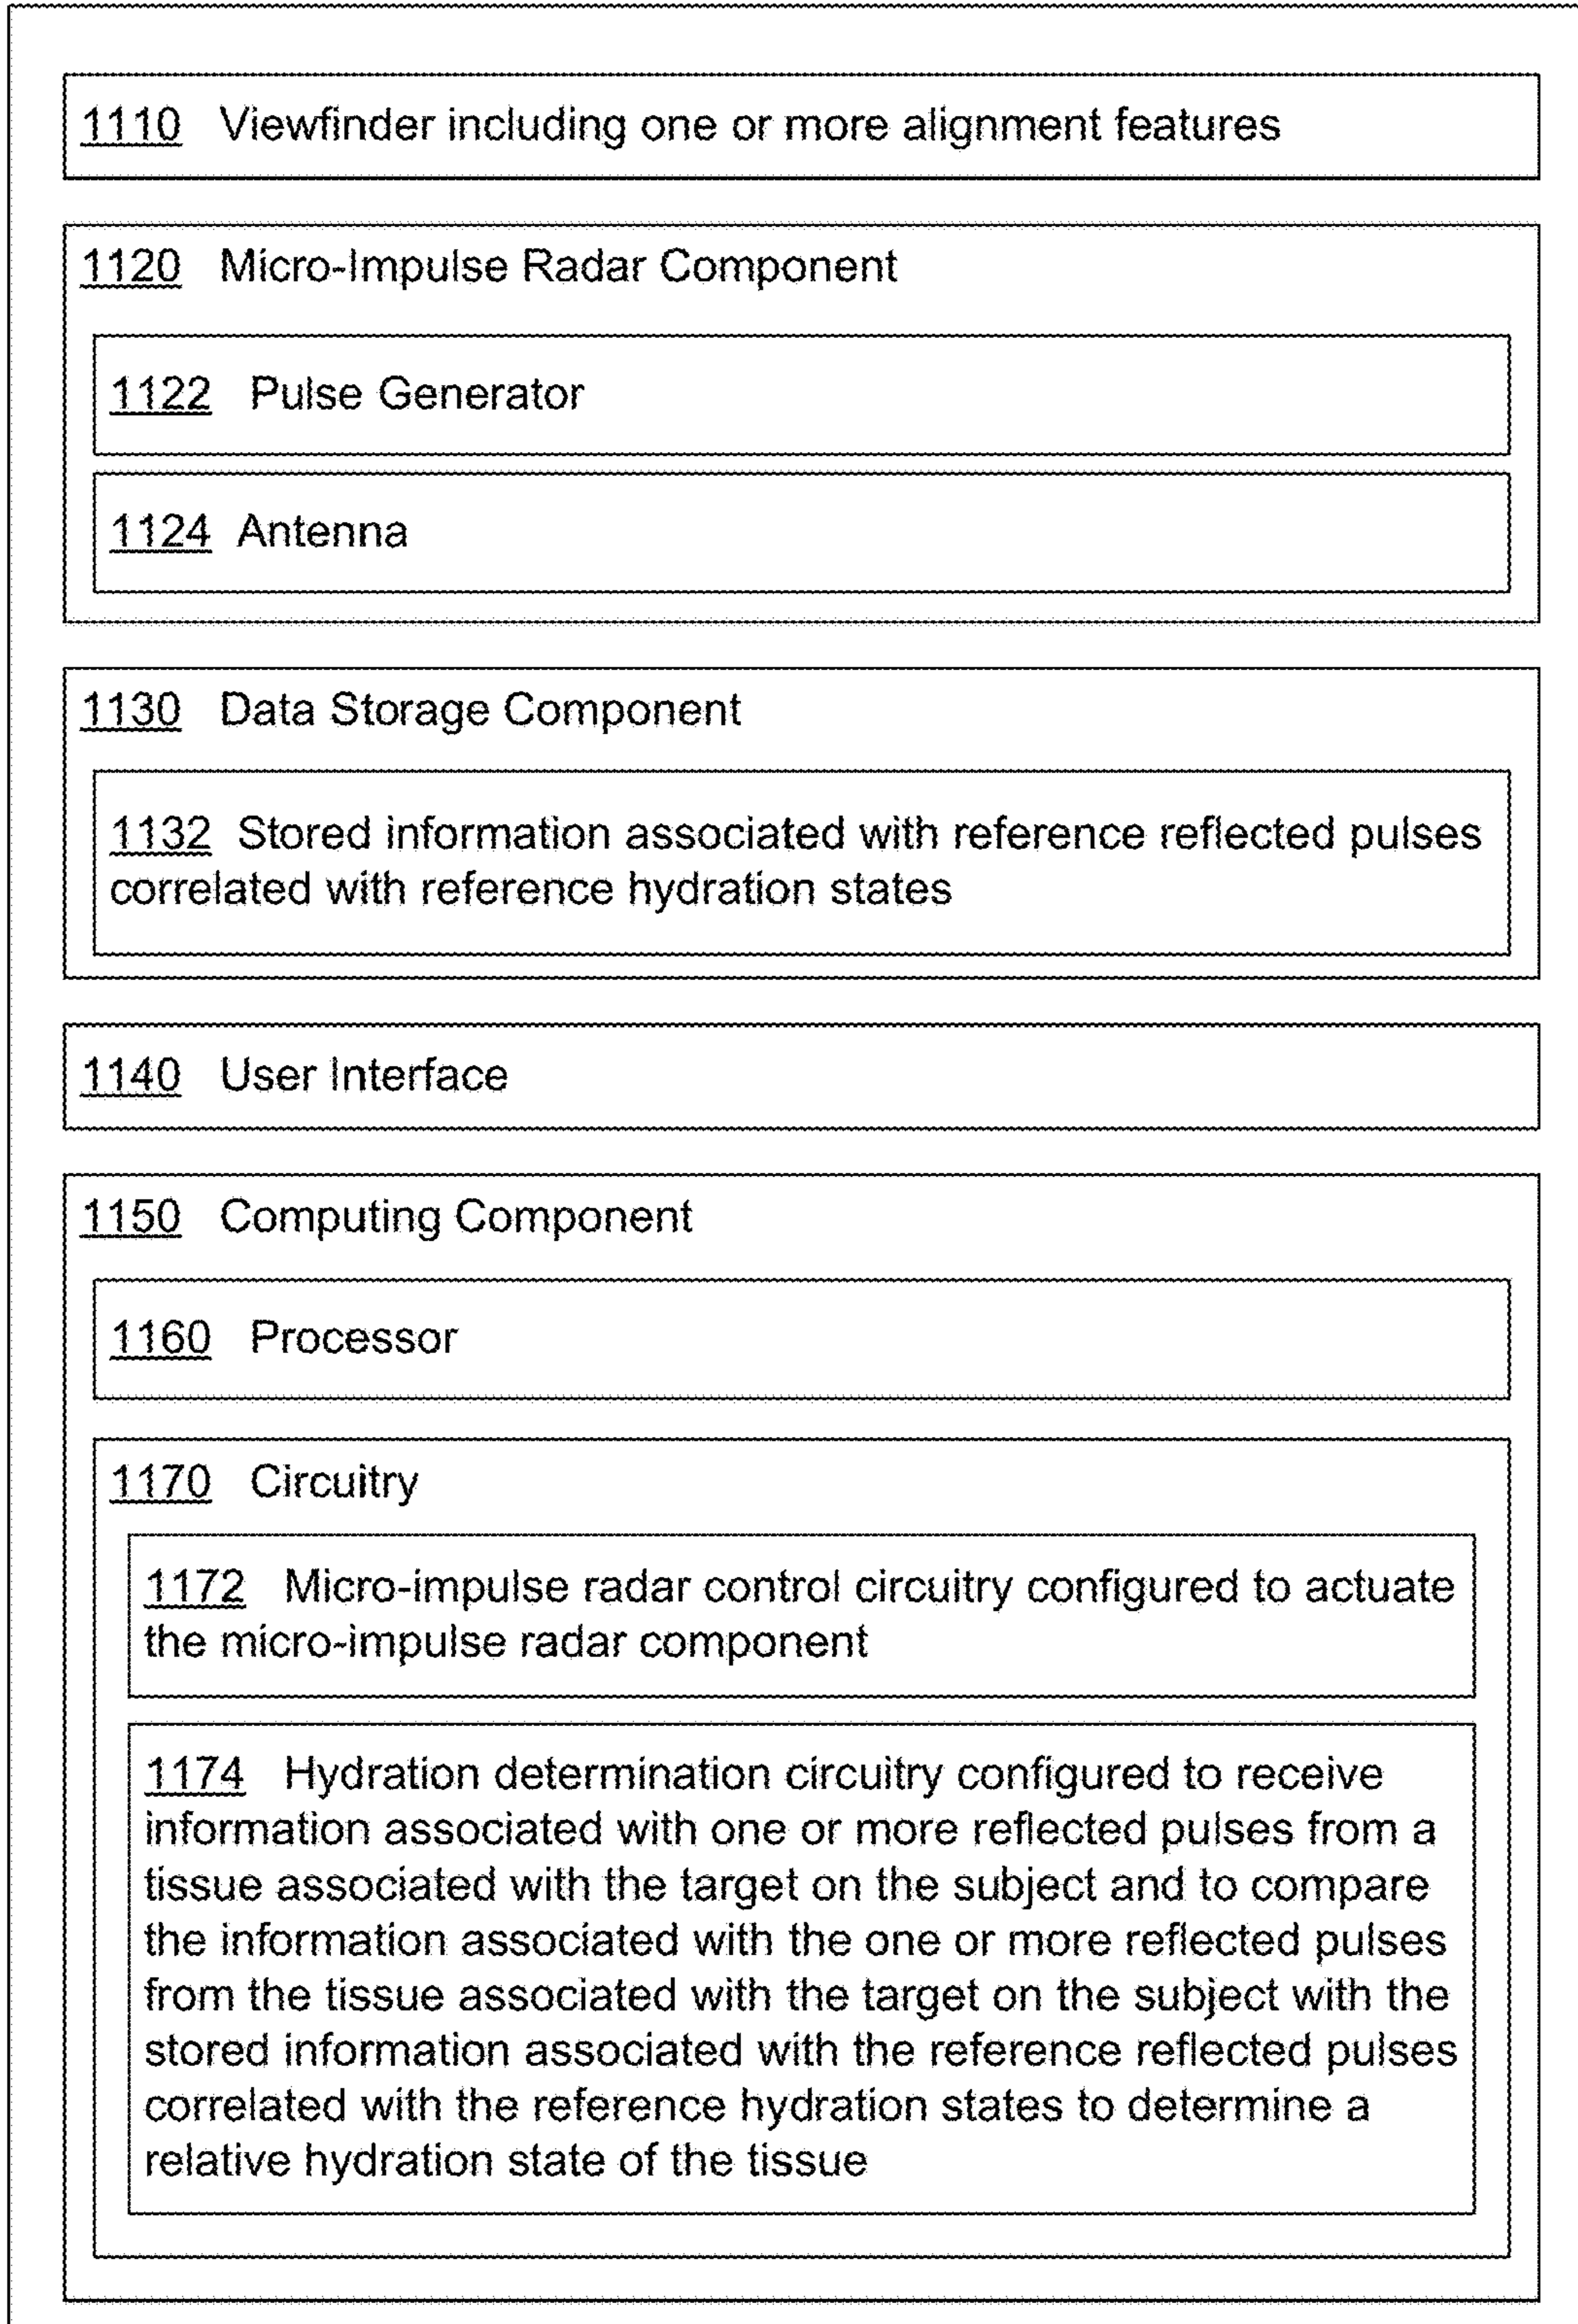 1110 Viewfinder including one or more alignment features
1120 Micro-Impulse Radar Component
1122 Pulse Generator
1124 Antenna
1130 Data Storage Component
1132 Stored information associated with reference reflected pulses
correlated with reference hydration states
1140 User Interface
1150 Computing Component
1160 Processor
1170 Circuitry
1172 Micro-impulse radar control circuitry configured to actuate
the micro-impulse radar component
1174 Hydration determination circuitry configured to receive
information associated with one or more reflected pulses from a
tissue associated with the target on the subject and to compare
the information associated with the one or more reflected pulses
from the tissue associated with the target on the subject with the
stored information associated with the reference reflected pulses
correlated with the reference hydration states to determine a
relative hydration state of the tissue